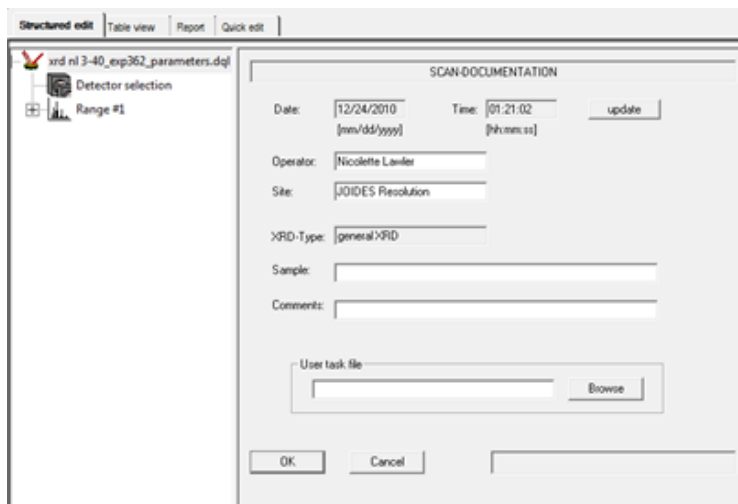 Structured edit Table view Report Quick edit
xrd nl 3-40_exp362_parameters.dql
Detector selection
Range #1
SCAN-DOCUMENTATION
Date: 12/24/2010 Time: 01:21:02 update
[mm/dd/yyyy] [hh:mm:ss]
Operator: Nicolette Lawler
Site: JOIDES Resolution
XRD-Type: general XRD
Sample:
Comments:
User task file
Browse
OK Cancel